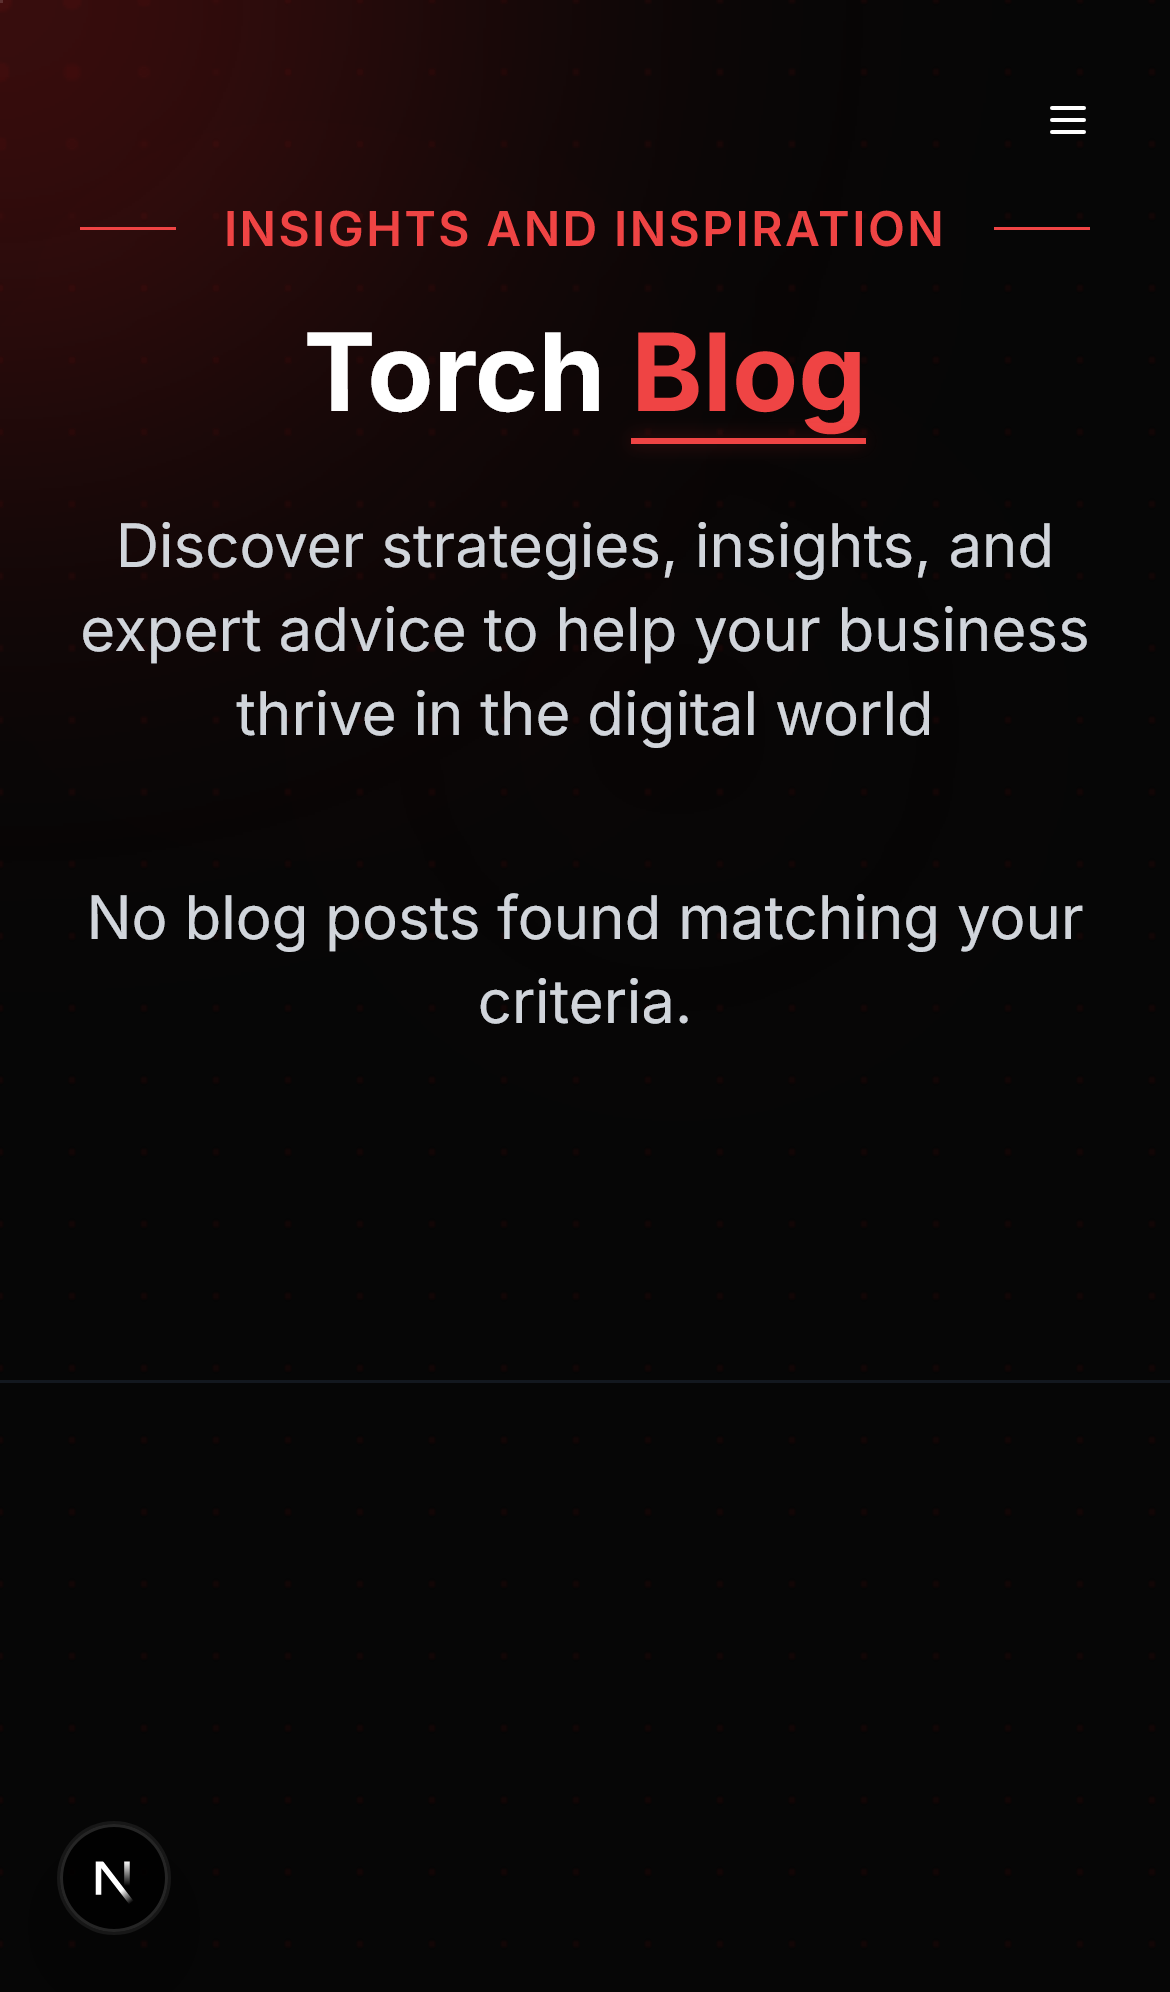 INSIGHTS AND INSPIRATION
Torch Blog
Discover strategies, insights, and
expert advice to help your business
thrive in the digital world
No blog posts found matching your
criteria.
N